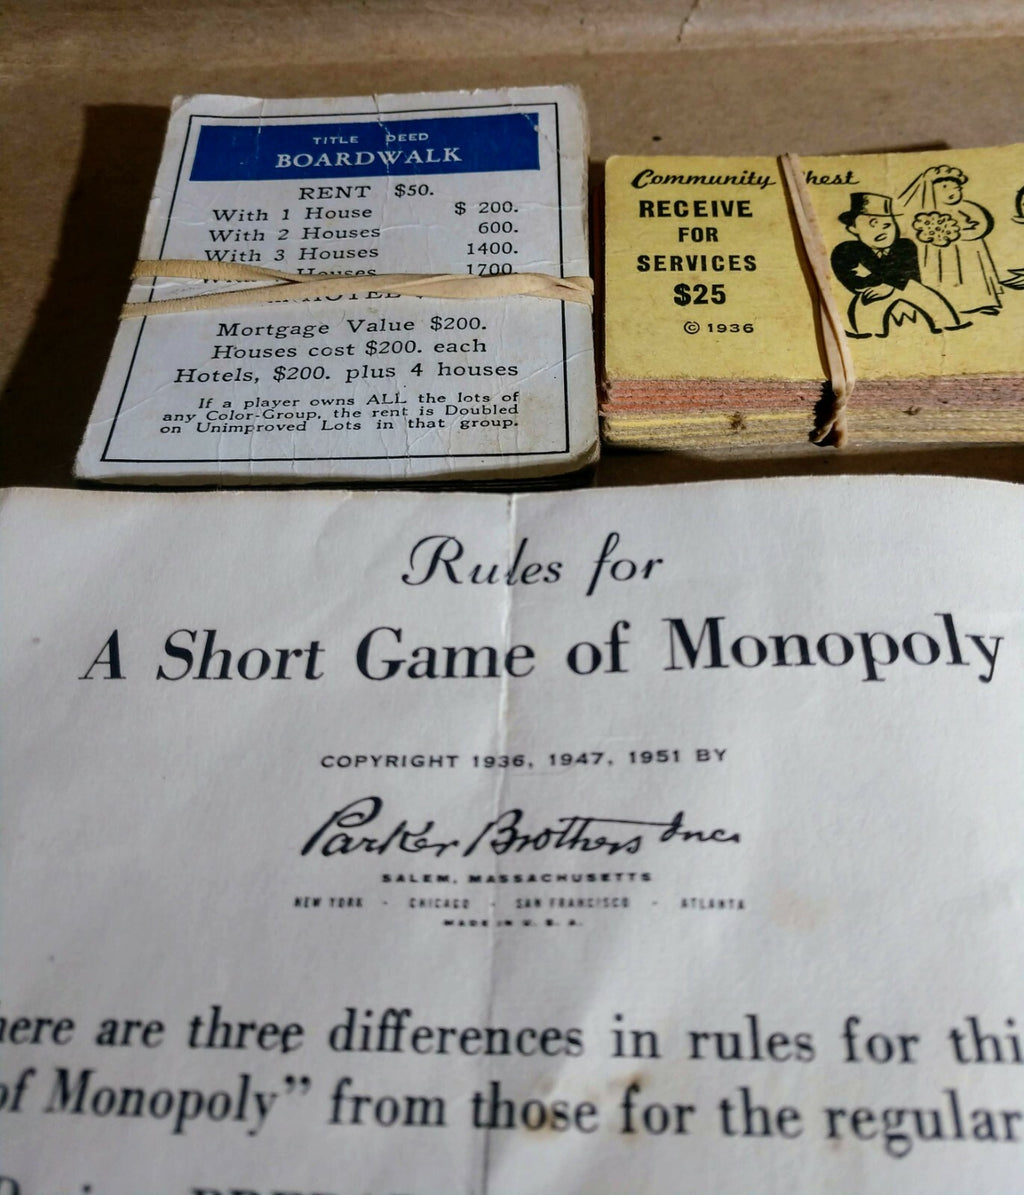 TITLE DEED
BOARDWALK
RENT $50.
With 1 House $ 200.
With 2 Houses 600.
With 3 Houses 1400.
Houses 1700.
HOTEL
Mortgage Value $200.
Houses cost $200. each
Hotels, $200. plus 4 houses
If a player owns ALL the lots of
any Color-Group, the rent is Doubled
on Unimproved Lots in that group.
Community hest
RECEIVE
FOR
SERVICES
$25
© 1936
Rules for
A Short Game of Monopoly
COPYRIGHT 1936, 1947, 1951 BY
Parker Brothers Inc.
SALEM, MASSACHUSETTS
NEW YORK - CHICAGO - SAN FRANCISCO - ATLANTA
MADE IN U. S. A.
here are three differences in rules for thi
of Monopoly” from those for the regular